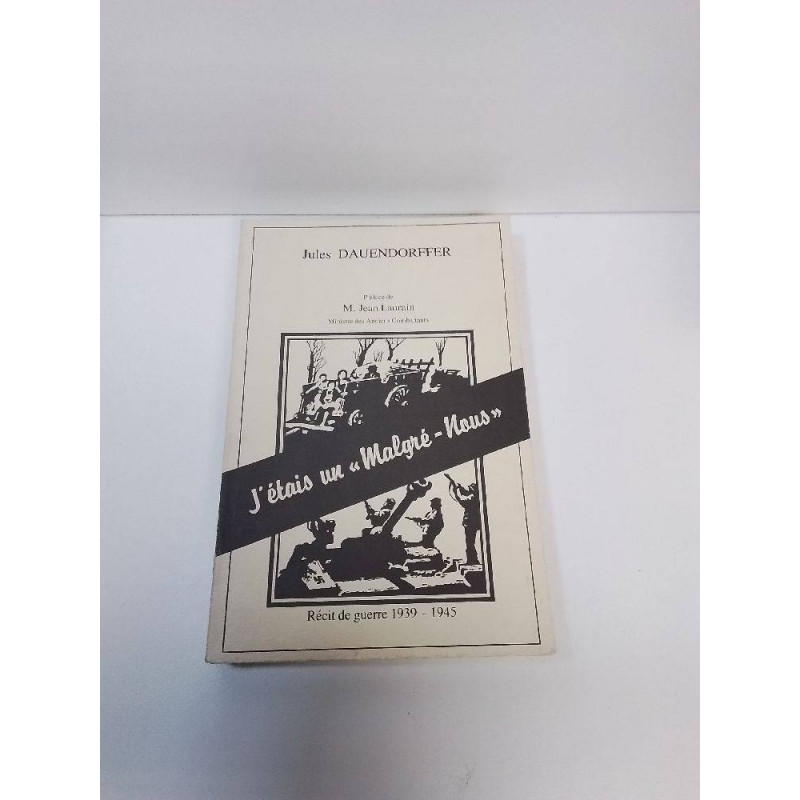 Jules DAUENDORFFER
Préface de
M. Jean Laurain
Ministre des Anciens Combattants
J'étais un «Malgré-Nous»
Récit de guerre 1939 - 1945